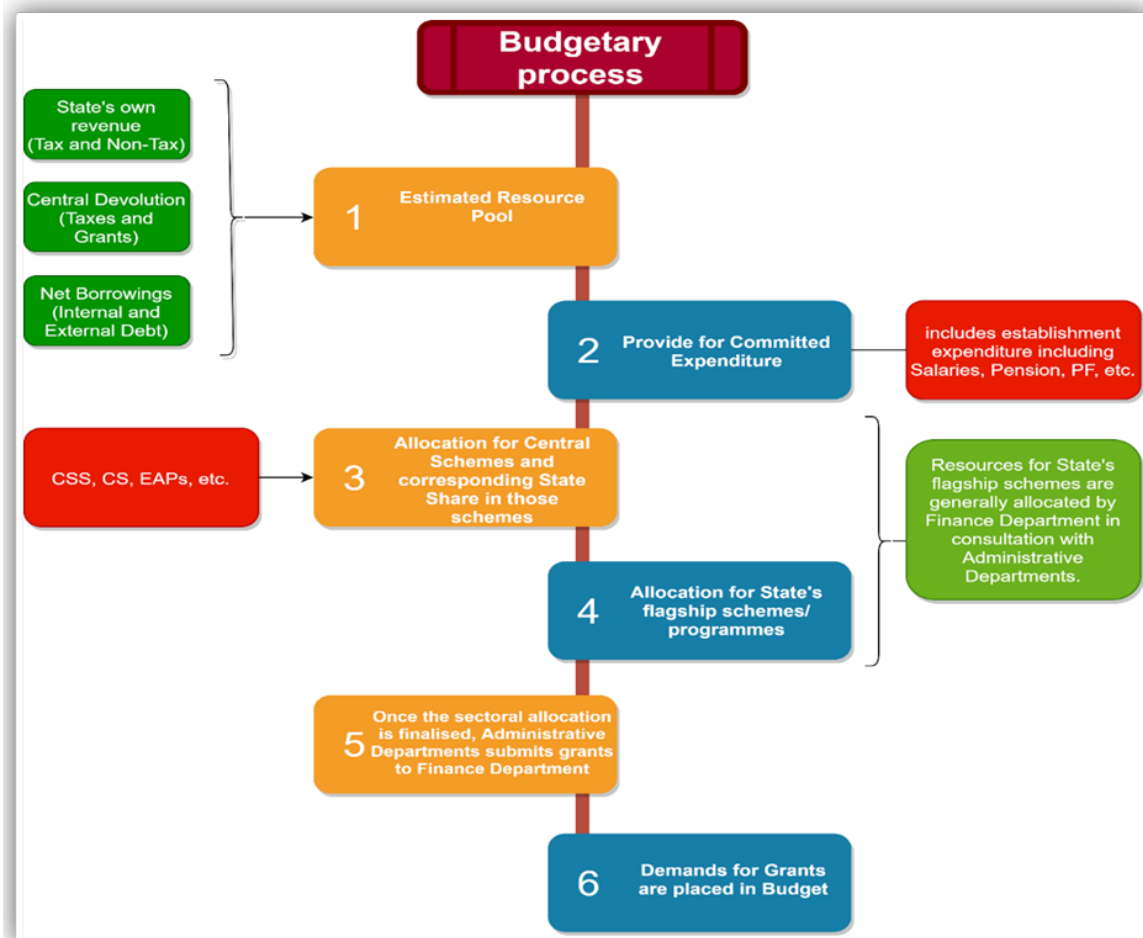 Budgetary
process
State's own
revenue
(Tax and Non-Tax)
Central Devolution
(Taxes and
Grants)
Net Borrowings
(Internal and
External Debt)
1
Estimated Resource
Pool
2
Provide for Committed
Expenditure
includes establishment
expenditure including
Salaries, Pension, PF, etc.
CSS, CS, EAPs, etc.
3
Allocation for Central
Schemes and
corresponding State
Share in those
schemes
Resources for State's
flagship schemes are
generally allocated by
Finance Department in
consultation with
Administrative
Departments.
4
Allocation for State's
flagship schemes/
programmes
5
Once the sectoral allocation
is finalised, Administrative
Departments submits grants
to Finance Department
6
Demands for Grants
are placed in Budget